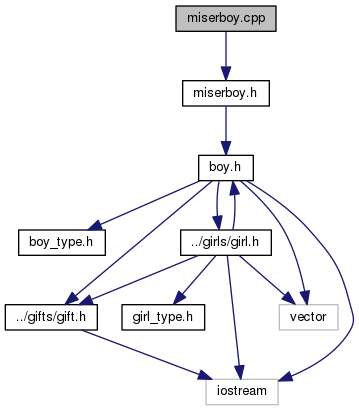 miserboy.cpp
miserboy.h
boy.h
boy_type.h
../girls/girl.h
../gifts/gift.h
girl_type.h
vector
iostream